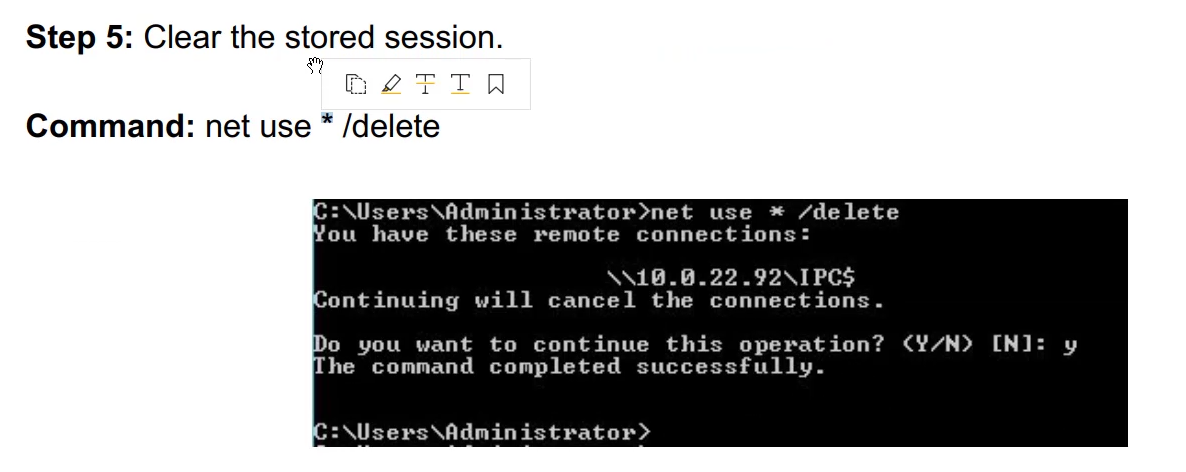 Step 5: Clear the stored session.
Command: net use * /delete
C:\Users\Administrator>net use * /delete
You have these remote connections:
\\10.0.22.92\IPC$
Continuing will cancel the connections.
Do you want to continue this operation? (Y/N) [N]: y
The command completed successfully.
C:\Users\Administrator>